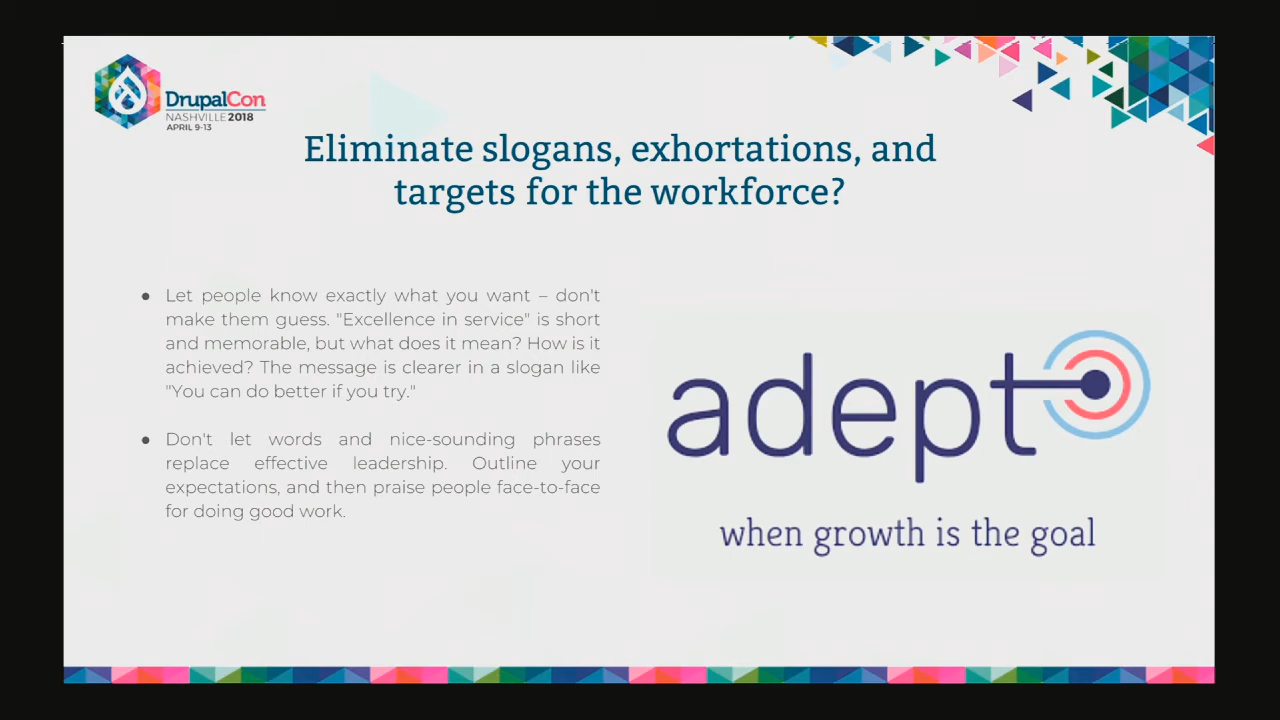 DrupalCon
NASHVILLE 2018
APRIL 9-13
Eliminate slogans, exhortations, and
targets for the workforce?
● Let people know exactly what you want – don't
make them guess. "Excellence in service" is short
and memorable, but what does it mean? How is it
achieved? The message is clearer in a slogan like
"You can do better if you try."
● Don't let words and nice-sounding phrases
replace effective leadership. Outline your
expectations, and then praise people face-to-face
for doing good work.
adept
when growth is the goal